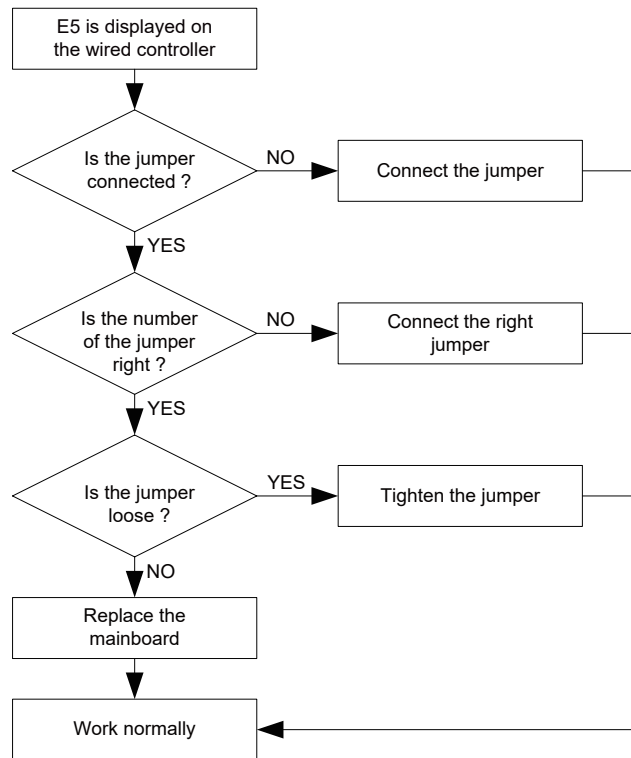 E5 is displayed on
the wired controller
Is the jumper
connected ?
NO
Connect the jumper
YES
Is the number
of the jumper
right ?
NO
Connect the right
jumper
YES
Is the jumper
loose ?
YES
Tighten the jumper
NO
Replace the
mainboard
Work normally